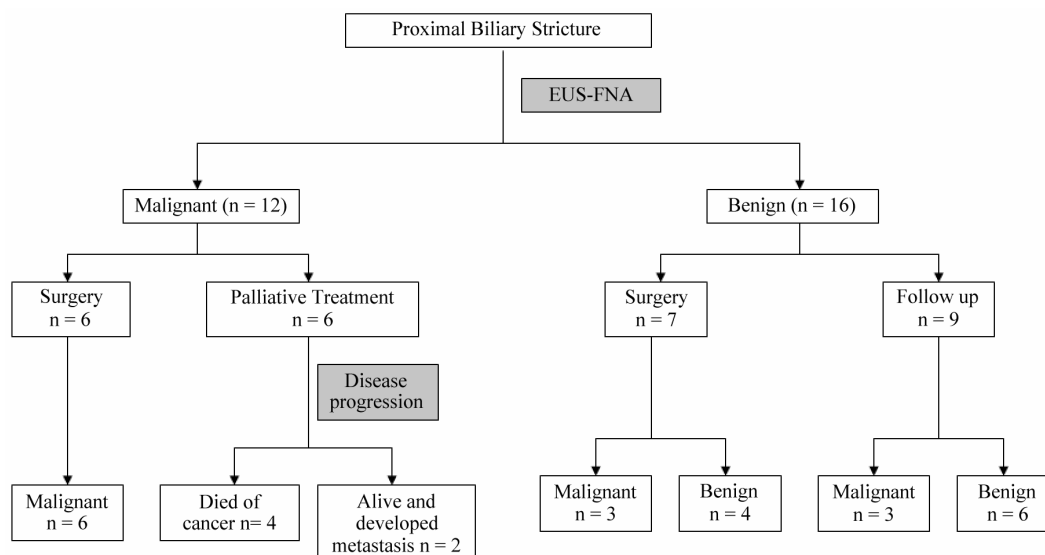 Proximal Biliary Stricture
EUS-FNA
Malignant (n = 12)
Benign (n = 16)
Surgery
n = 6
Palliative Treatment
n = 6
Surgery
n = 7
Follow up
n = 9
Disease
progression
Malignant
n = 6
Died of
cancer n= 4
Alive and
developed
metastasis n = 2
Malignant
n = 3
Benign
n = 4
Malignant
n = 3
Benign
n = 6